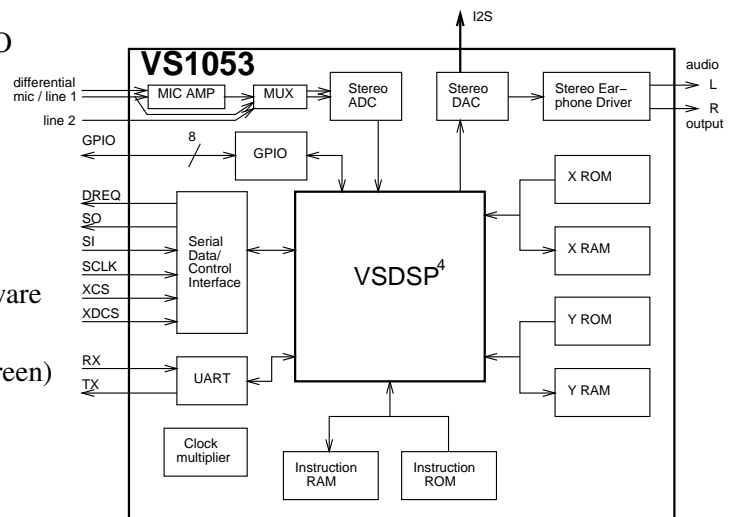 I2S
O
VS1053
audio
differential
mic / line 1
MIC AMP
MUX
Stereo
ADC
Stereo
DAC
Stereo Ear–
phone Driver
L
R
output
line 2
GPIO
8
GPIO
X ROM
DREQ
SO
SI
SCLK
XCS
XDCS
Serial
Data/
Control
Interface
VSDSP4
X RAM
ware
Y ROM
reen)
RX
TX
UART
Y RAM
Clock
multiplier
Instruction
RAM
Instruction
ROM